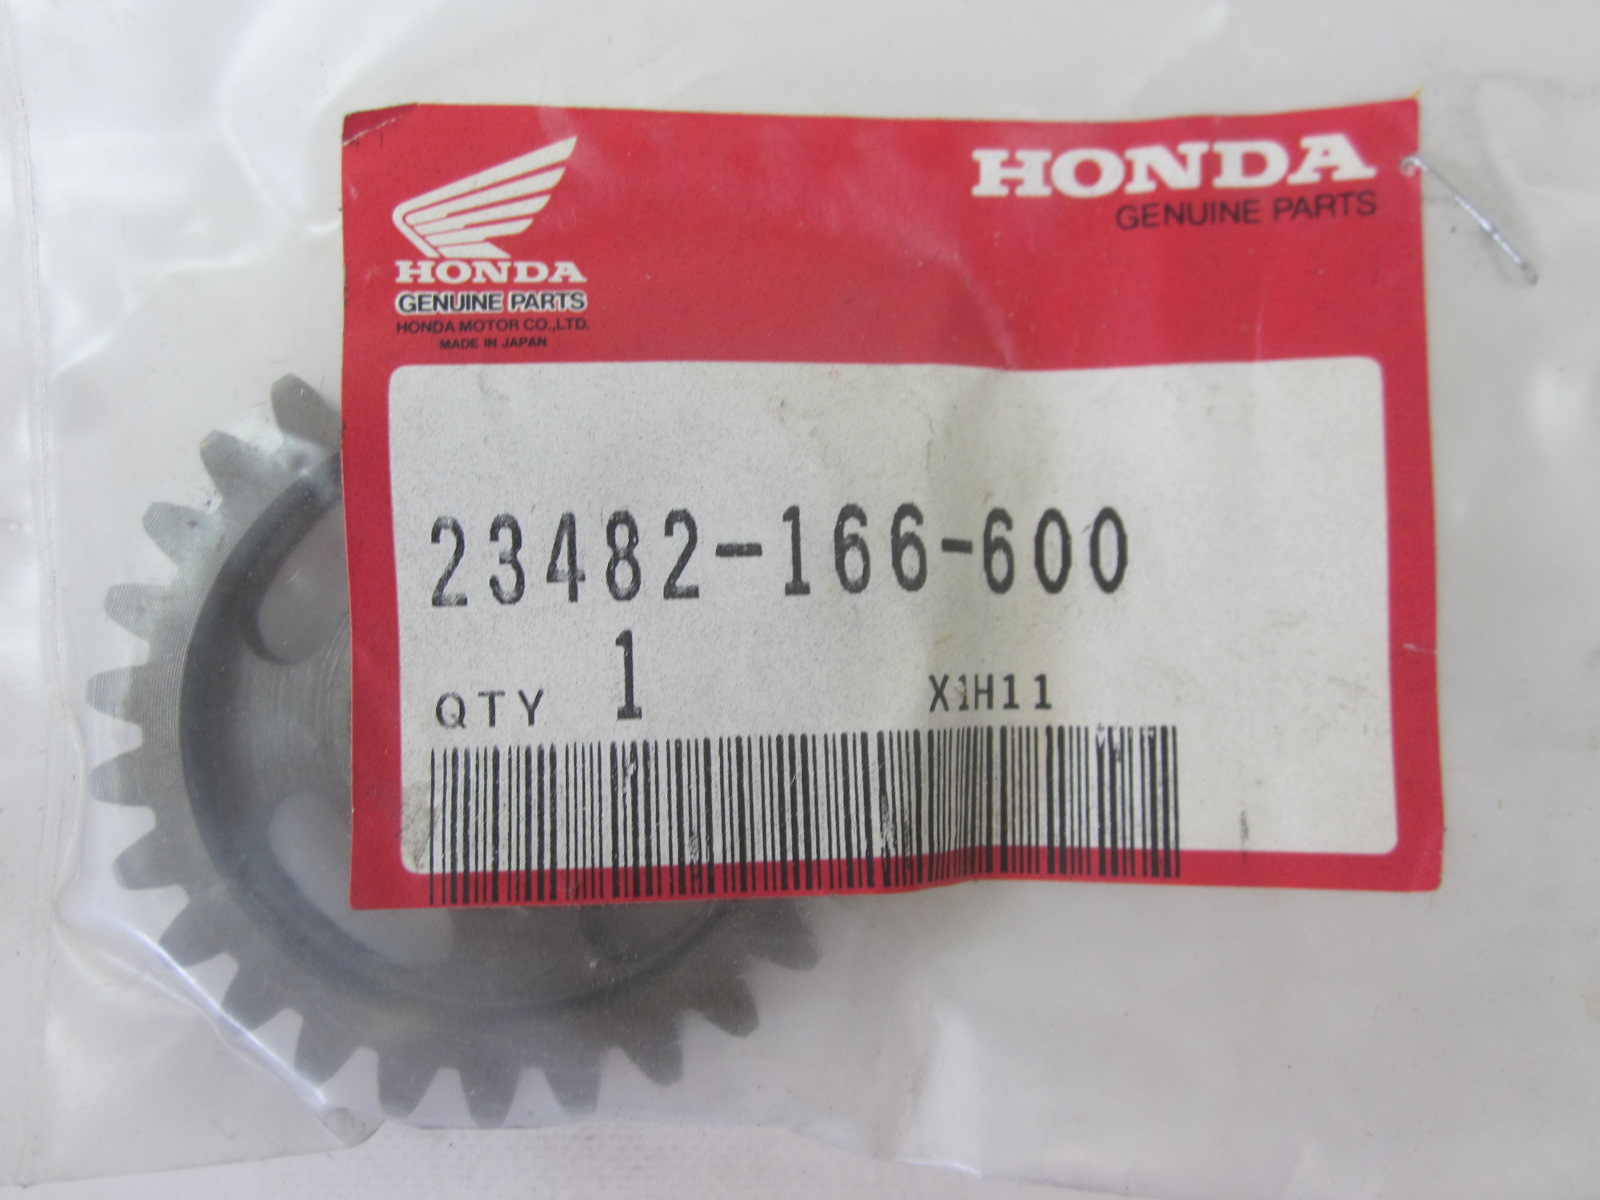 HONDA
GENUINE PARTS
HONDA
GENUINE PARTS
HONDA MOTOR CO.,LTD.
MADE IN JAPAN
23482-166-600
QTY 1 X1H11